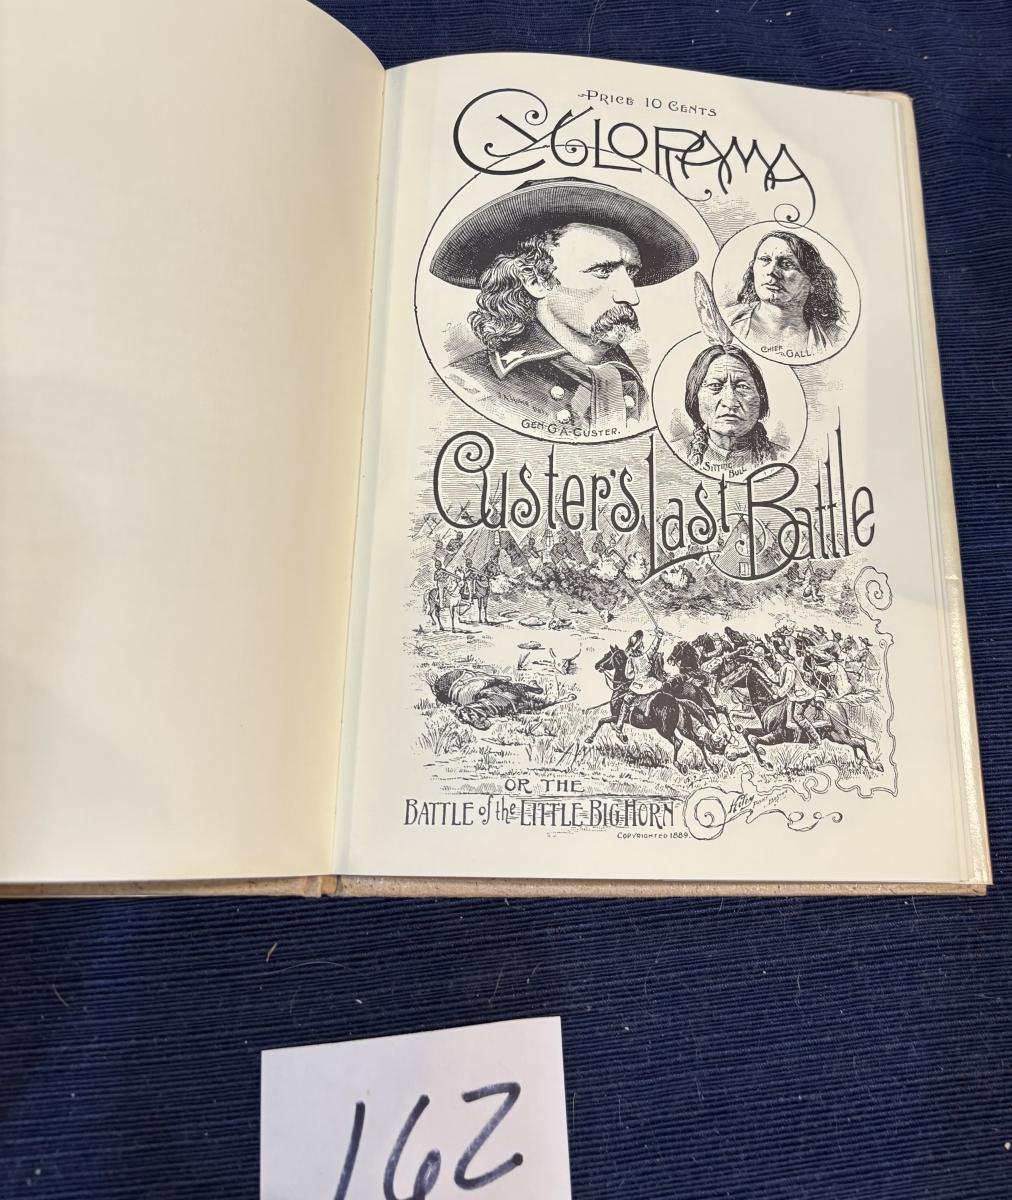 PRICE 10 CENTS
CYCLORAMA
GEN. G. A. CUSTER.
CHIEF GALL.
SITTING BULL
CUSTER'S LAST BATTLE
OR THE
BATTLE of the LITTLE BIG HORN
COPYRIGHTED 1889.
162